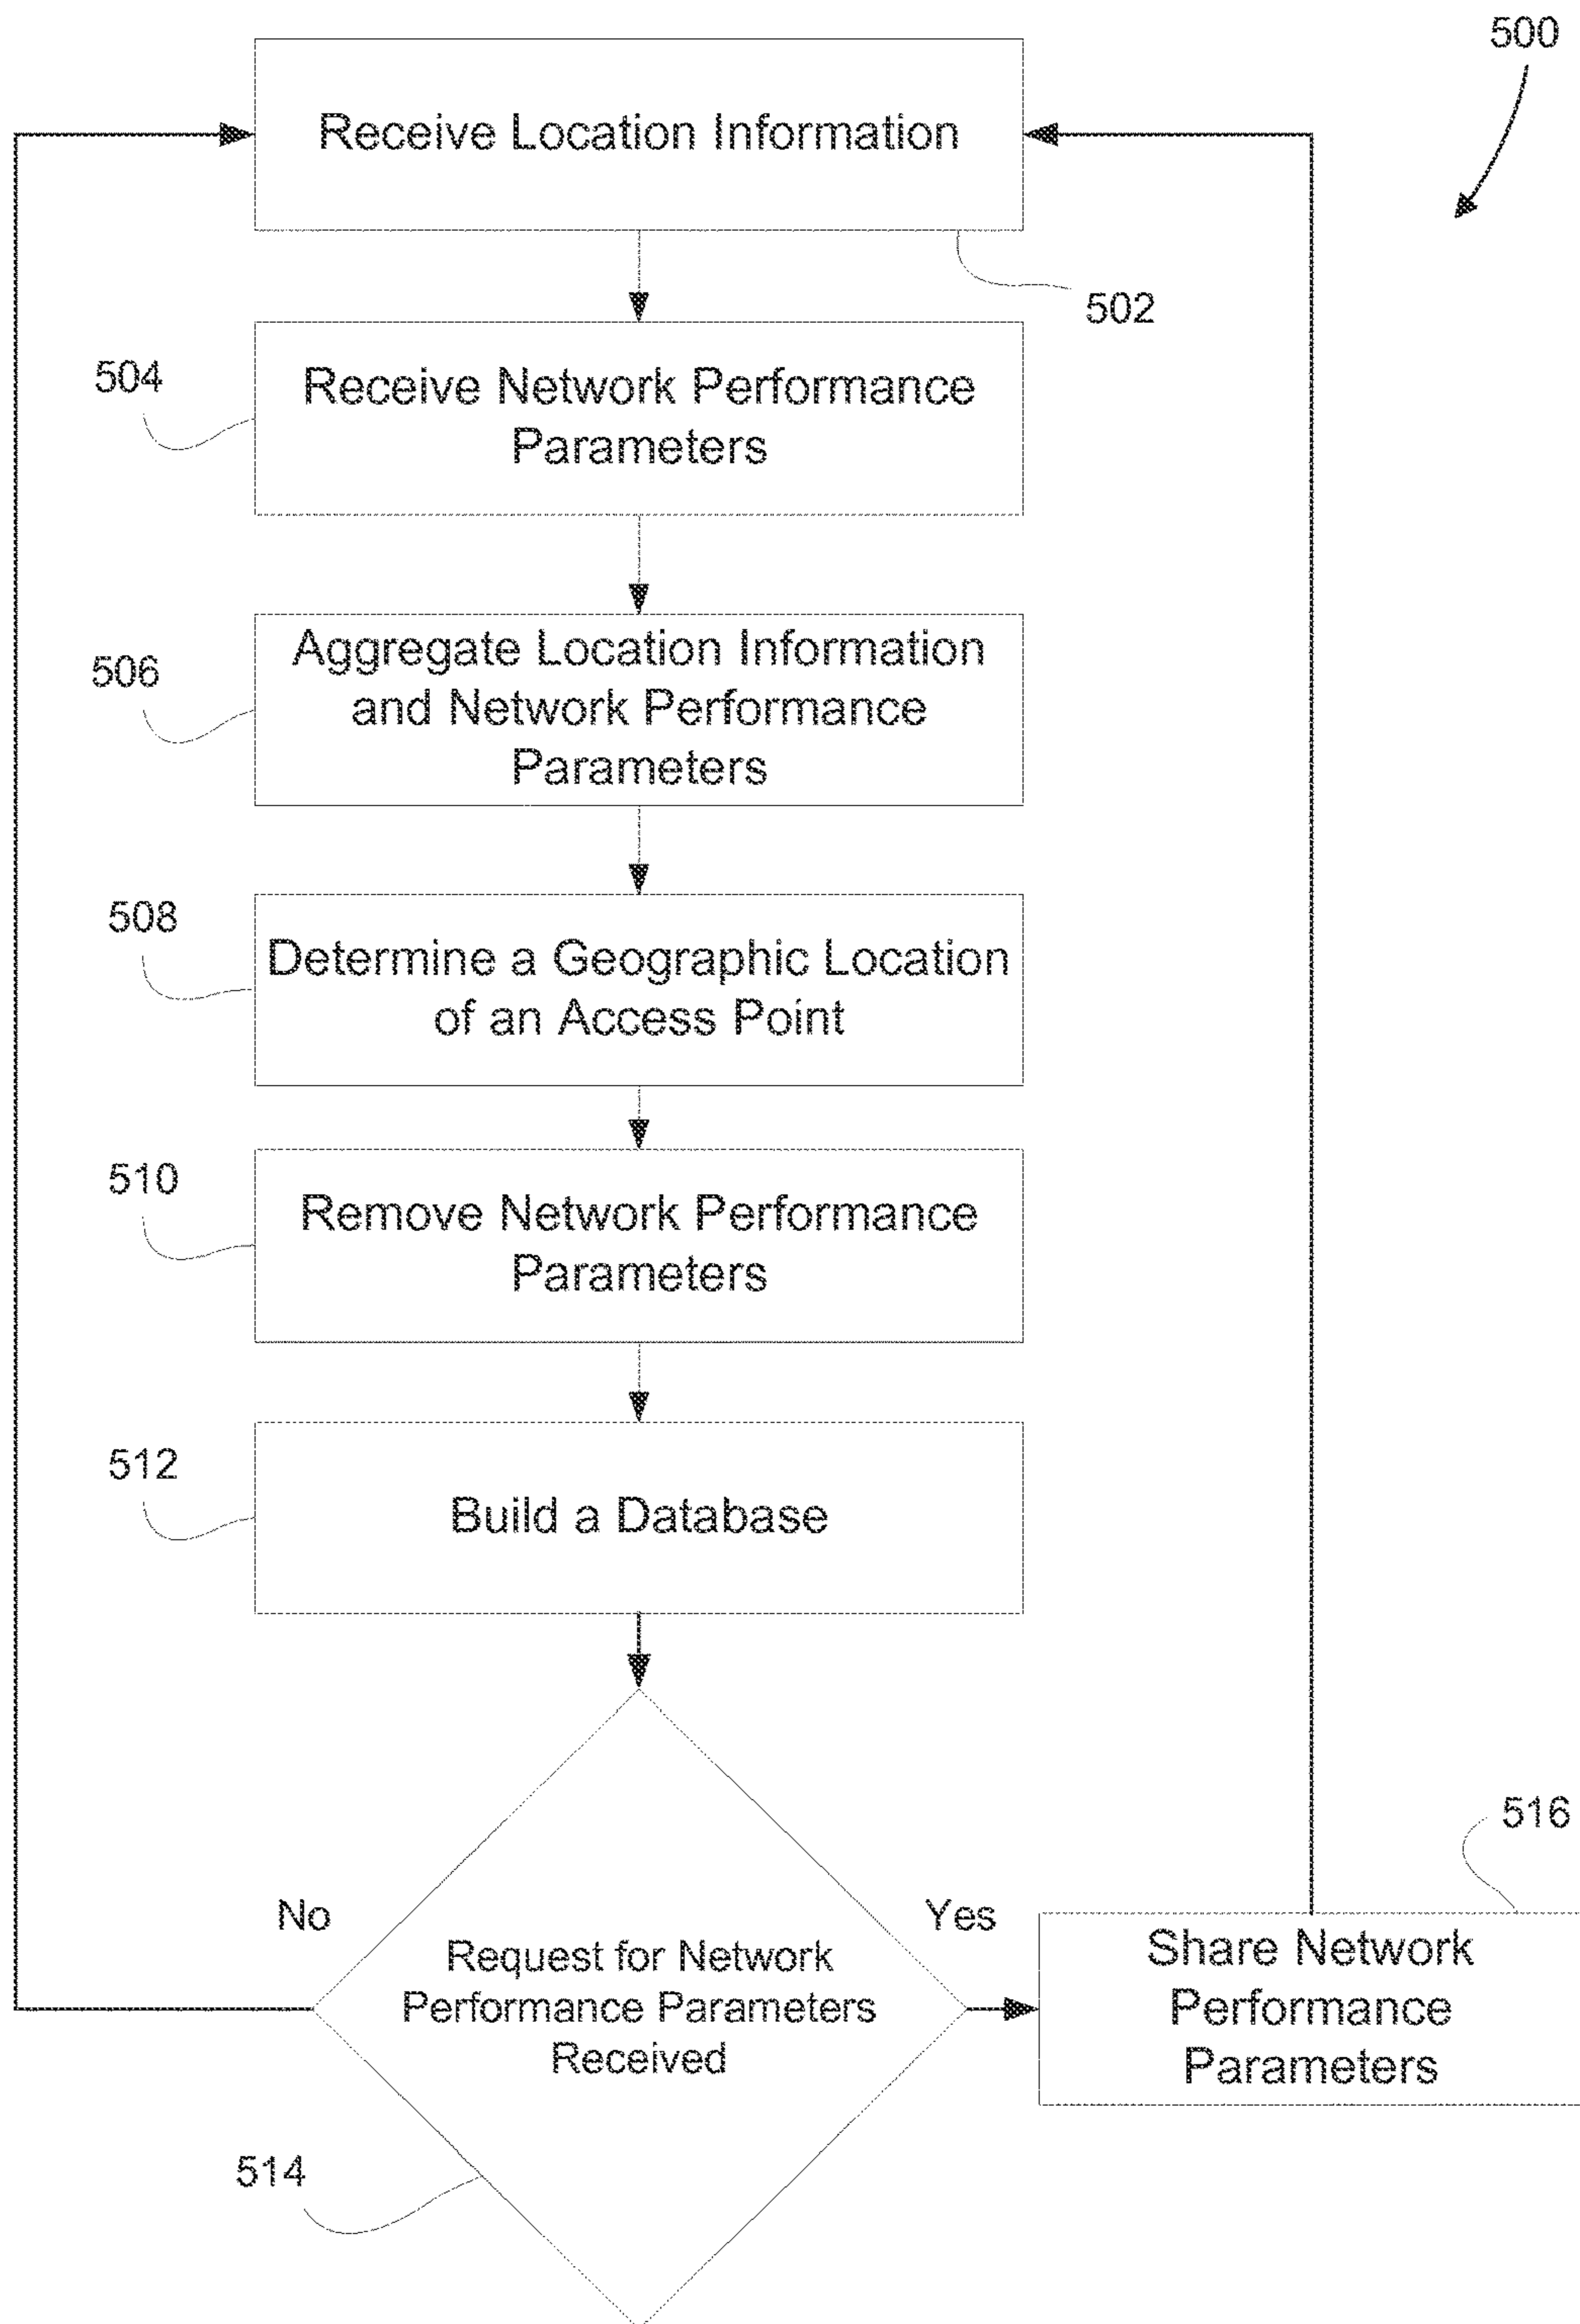 500
Receive Location Information
502
504
Receive Network Performance
Parameters
506
Aggregate Location Information
and Network Performance
Parameters
508
Determine a Geographic Location
of an Access Point
510
Remove Network Performance
Parameters
512
Build a Database
516
No
Yes
Request for Network
Performance Parameters
Received
Share Network
Performance
Parameters
514